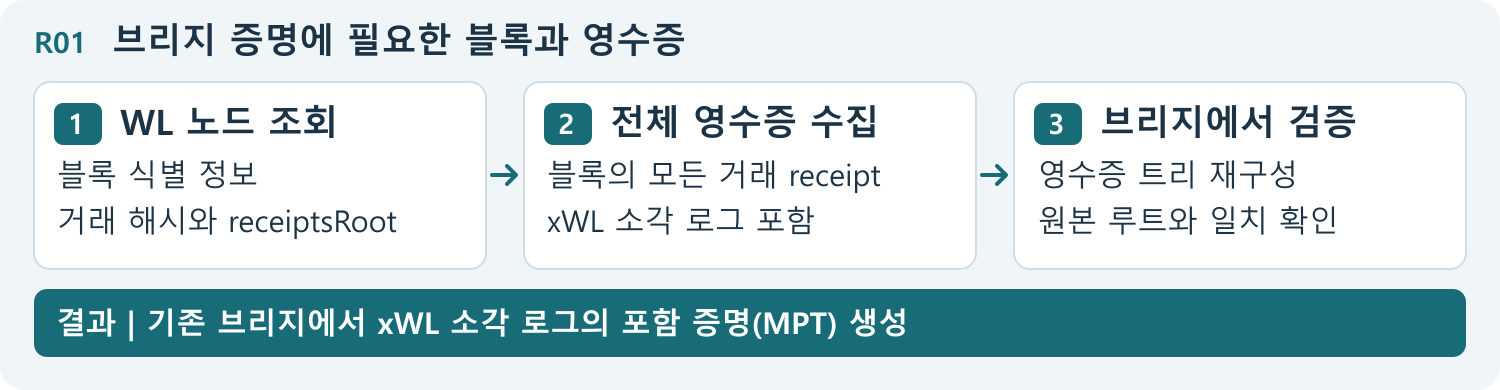 R01 브리지 증명에 필요한 블록과 영수증
1 WL 노드 조회
블록 식별 정보
거래 해시와 receiptsRoot
→
2 전체 영수증 수집
블록의 모든 거래 receipt
xWL 소각 로그 포함
→
3 브리지에서 검증
영수증 트리 재구성
원본 루트와 일치 확인
결과 | 기존 브리지에서 xWL 소각 로그의 포함 증명(MPT) 생성